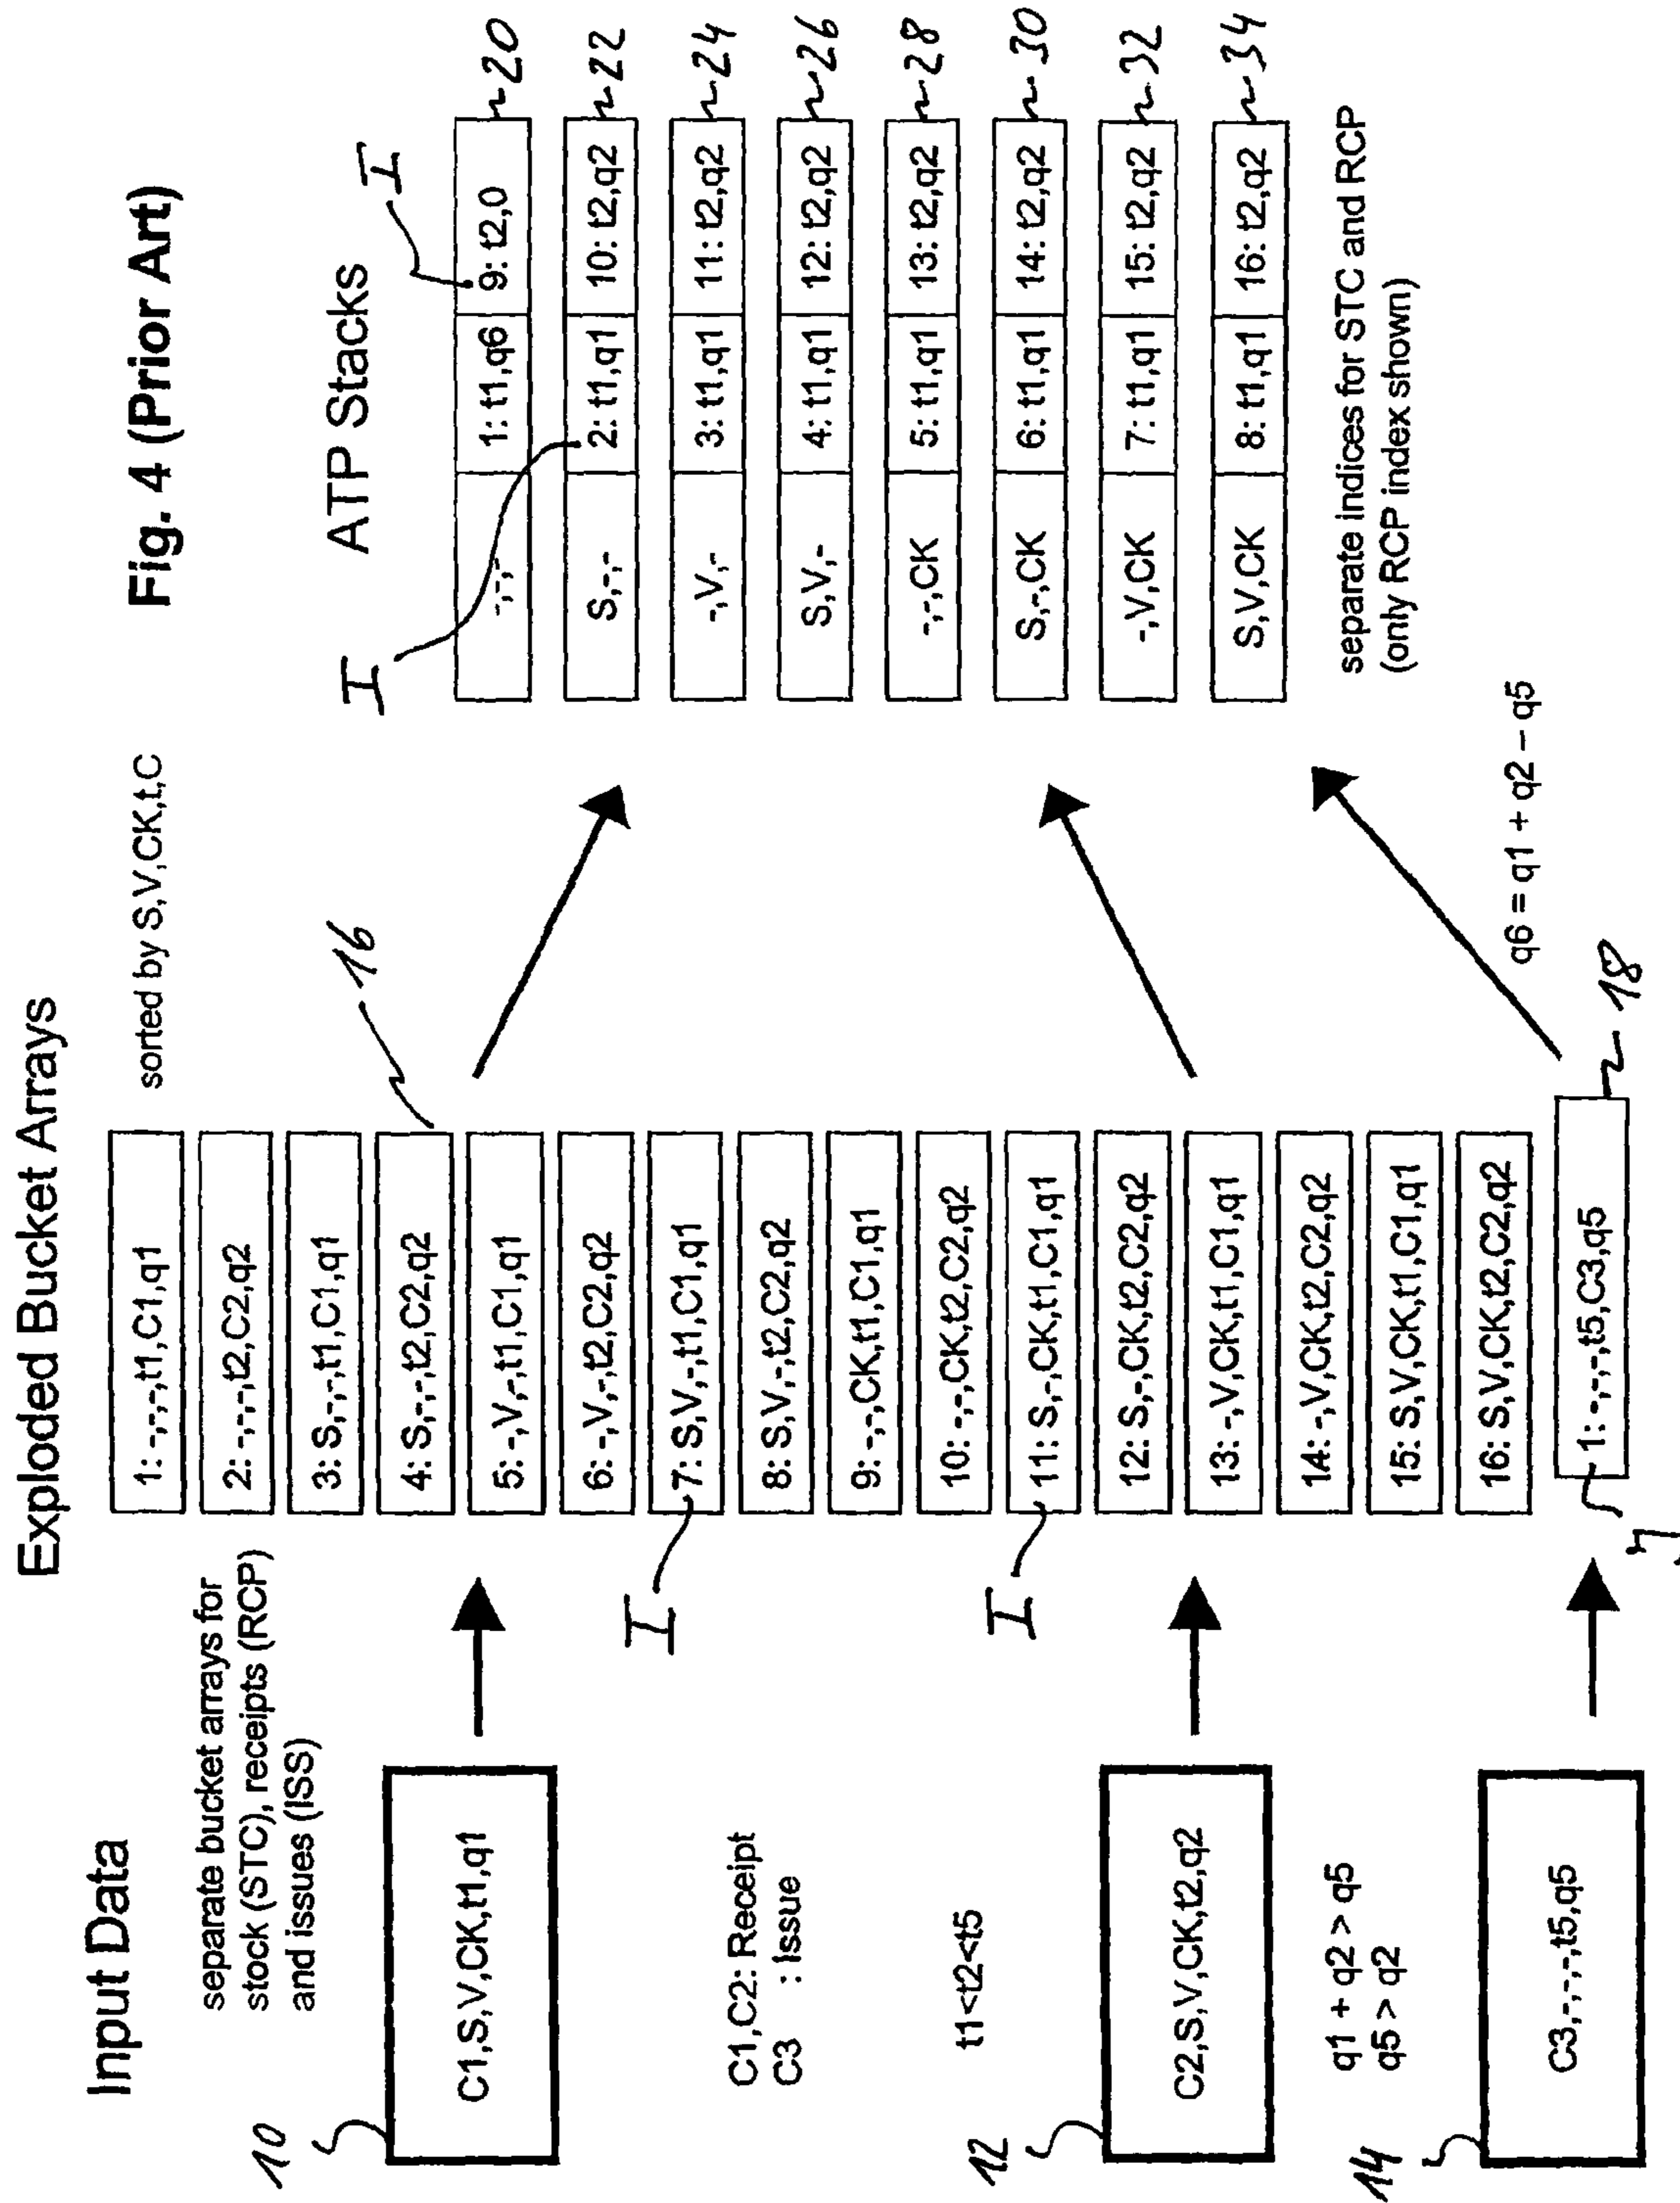 Fig. 4 (Prior Art)
Input Data
Exploded Bucket Arrays
ATP Stacks
separate bucket arrays for
stock (STC), receipts (RCP)
and issues (ISS)
sorted by S,V,CK,t,C
10
C1,S,V,CK,t1,q1
C1,C2: Receipt
C3 : Issue
t1<t2<t5
12
C2,S,V,CK,t2,q2
q1 + q2 > q5
q5 > q2
14
C3,-,-,-,t5,q5
1: -,-,-,t1,C1,q1
2: -,-,-,t2,C2,q2
3: S,-,-,t1,C1,q1
4: S,-,-,t2,C2,q2
16
5: -,V,-,t1,C1,q1
6: -,V,-,t2,C2,q2
I
7: S,V,-,t1,C1,q1
8: S,V,-,t2,C2,q2
9: -,-,CK,t1,C1,q1
10: -,-,CK,t2,C2,q2
I
11: S,-,CK,t1,C1,q1
12: S,-,CK,t2,C2,q2
13: -,V,CK,t1,C1,q1
14: -,V,CK,t2,C2,q2
15: S,V,CK,t1,C1,q1
16: S,V,CK,t2,C2,q2
1: -,-,-,t5,C3,q5
18
q6 = q1 + q2 – q5
I
I
-,-,- 1: t1,q6 9: t2,0 20
S,-,- 2: t1,q1 10: t2,q2 22
-,V,- 3: t1,q1 11: t2,q2 24
S,V,- 4: t1,q1 12: t2,q2 26
-,-,CK 5: t1,q1 13: t2,q2 28
S,-,CK 6: t1,q1 14: t2,q2 30
-,V,CK 7: t1,q1 15: t2,q2 32
S,V,CK 8: t1,q1 16: t2,q2 34
separate indices for STC and RCP
(only RCP index shown)